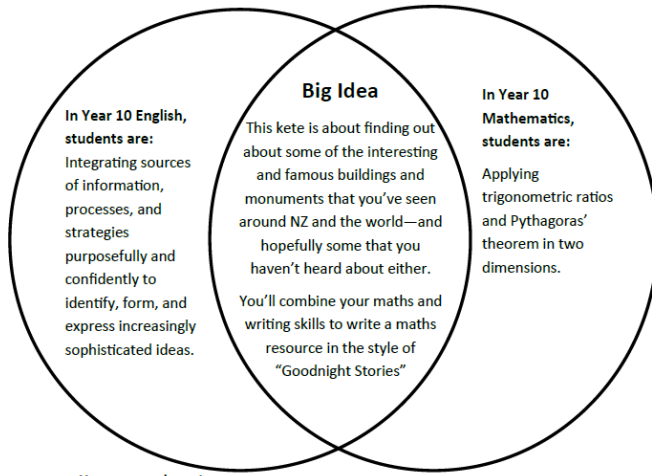 In Year 10 English,
students are:
Integrating sources
of information,
processes, and
strategies
purposefully and
confidently to
identify, form, and
express increasingly
sophisticated ideas.
Big Idea
This kete is about finding out
about some of the interesting
and famous buildings and
monuments that you've seen
around NZ and the world—and
hopefully some that you
haven't heard about either.
You'll combine your maths and
writing skills to write a maths
resource in the style of
“Goodnight Stories”
In Year 10
Mathematics,
students are:
Applying
trigonometric ratios
and Pythagoras'
theorem in two
dimensions.